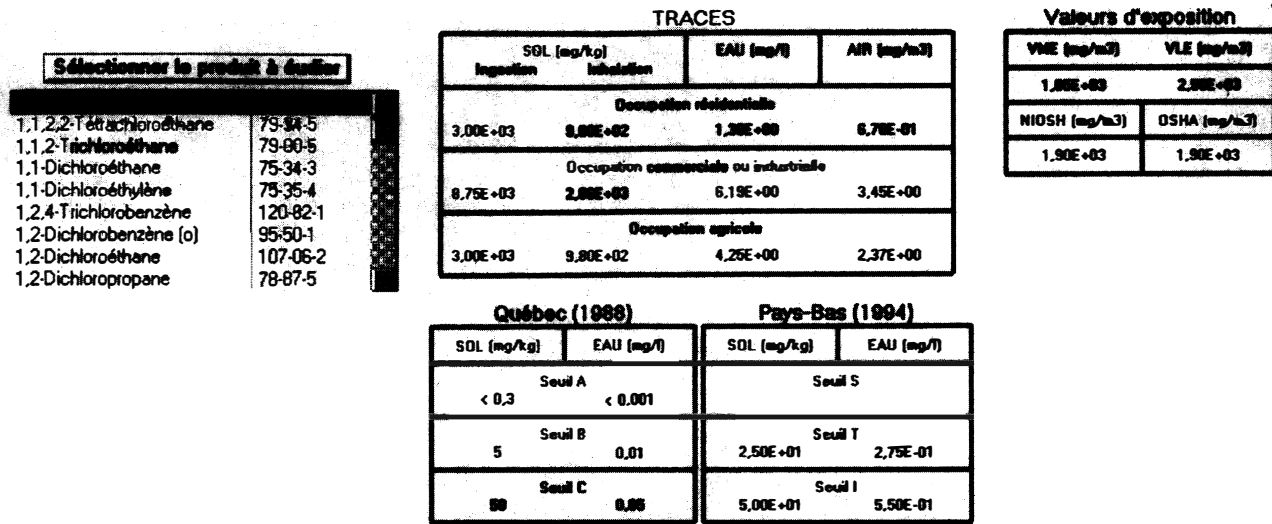 Sélectionner le produit à étudier
1,1,2,2-Tétrachloroéthane 79-34-5
1,1,2-Trichloroéthane 79-00-5
1,1-Dichloroéthane 75-34-3
1,1-Dichloroéthylène 75-35-4
1,2,4-Trichlorobenzène 120-82-1
1,2-Dichlorobenzène (o) 95-50-1
1,2-Dichloroéthane 107-06-2
1,2-Dichloropropane 78-87-5
TRACES
SOL (mg/kg) EAU (mg/l) AIR (mg/m3)
Ingestion Inhalation
Occupation résidentielle
3,00E+03 9,80E+02 1,30E+00 6,70E-01
Occupation commerciale ou industrielle
8,75E+03 6,19E+00 3,45E+00
Occupation agricole
3,00E+03 9,80E+02 4,25E+00 2,37E+00
Valeurs d'exposition
VME (mg/m3) VLE (mg/m3)
NIOSH (mg/m3) OSHA (mg/m3)
1,90E+03 1,90E+03
Québec (1988)
SOL (mg/kg) EAU (mg/l)
Seuil A
< 0,3 < 0.001
Seuil B
5 0,01
Seuil C
50
Pays-Bas (1994)
SOL (mg/kg) EAU (mg/l)
Seuil S
Seuil T
2,50E+01 2,75E-01
Seuil I
5,00E+01 5,50E-01